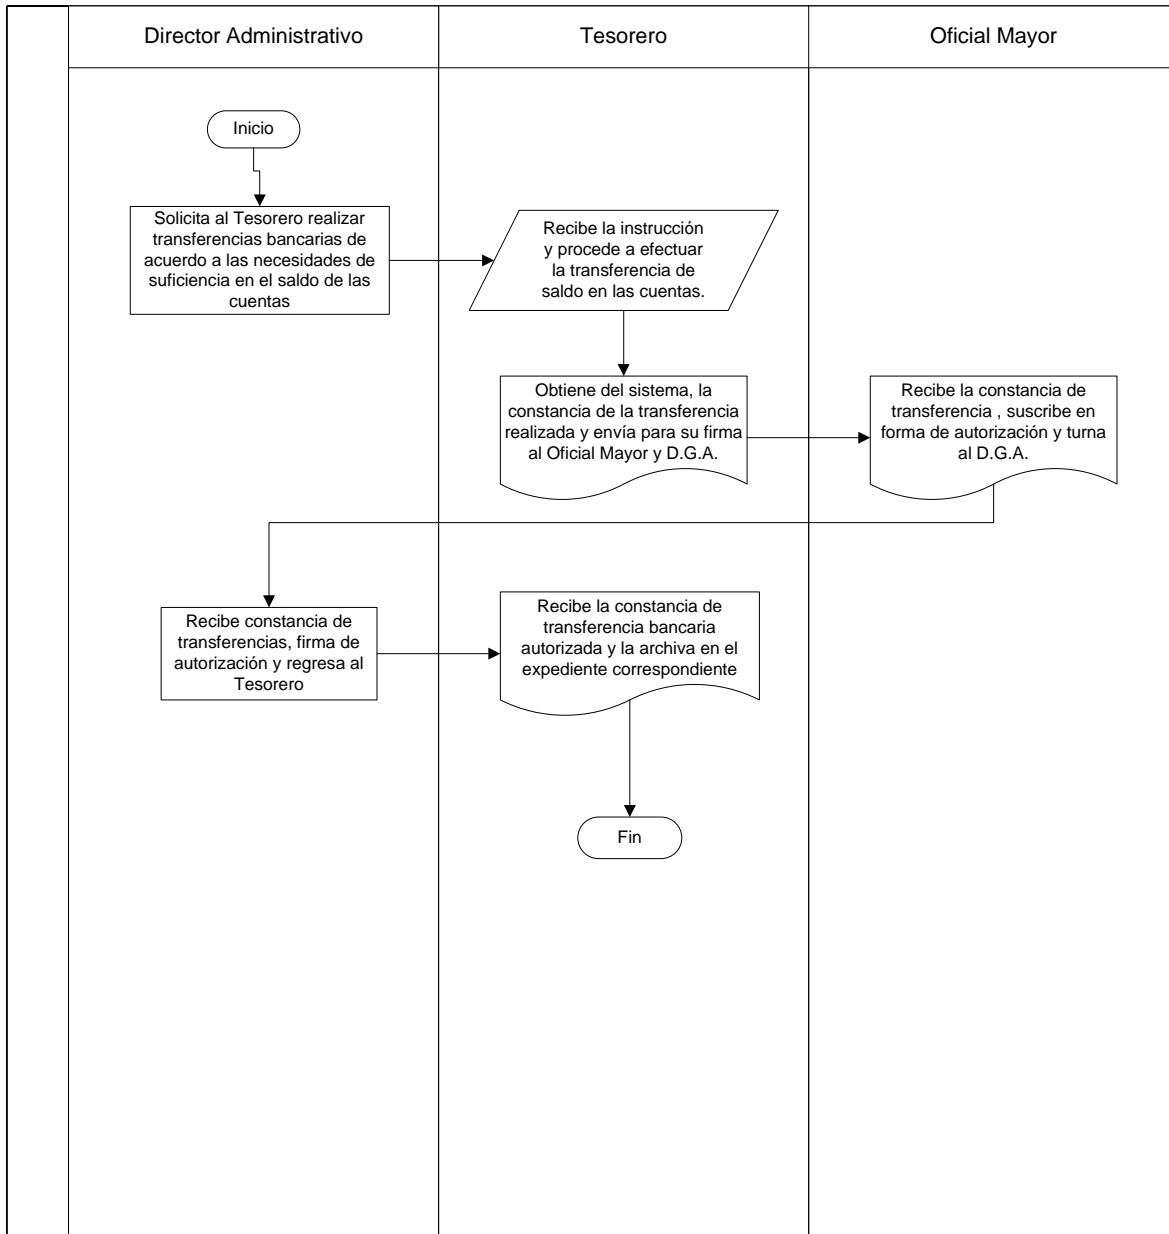 Director Administrativo
Tesorero
Oficial Mayor
Inicio
Solicita al Tesorero realizar
transferencias bancarias de
acuerdo a las necesidades de
suficiencia en el saldo de las
cuentas
Recibe la instrucción
y procede a efectuar
la transferencia de
saldo en las cuentas.
Obtiene del sistema, la
constancia de la transferencia
realizada y envía para su firma
al Oficial Mayor y D.G.A.
Recibe la constancia de
transferencia , suscribe en
forma de autorización y turna
al D.G.A.
Recibe constancia de
transferencias, firma de
autorización y regresa al
Tesorero
Recibe la constancia de
transferencia bancaria
autorizada y la archiva en el
expediente correspondiente
Fin